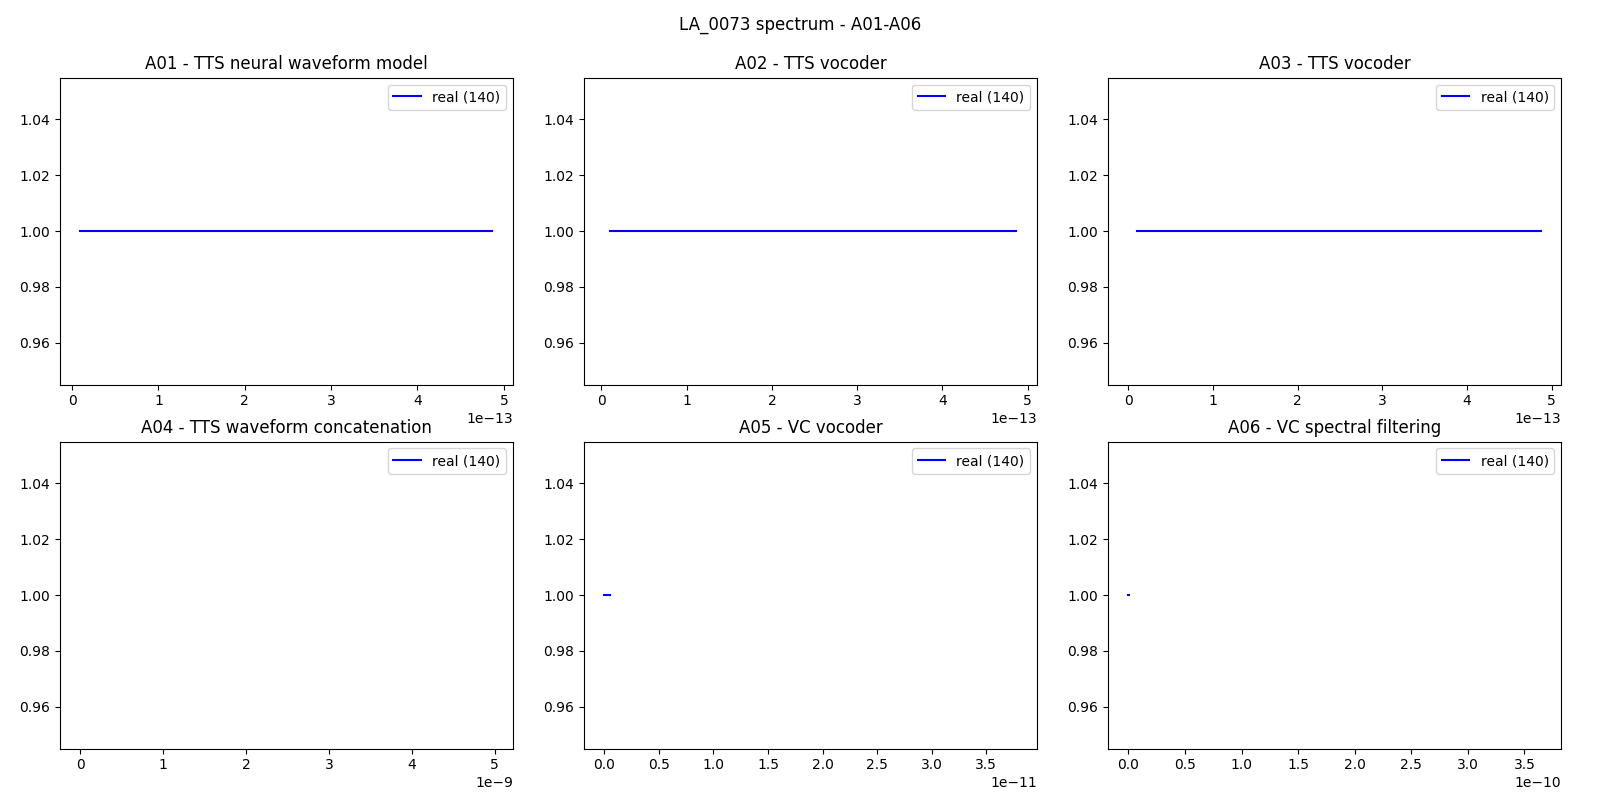 LA_0073 spectrum - A01-A06
A01 - TTS neural waveform model
real (140)
1.04
1.02
1.00
0.98
0.96
0 1 2 3 4 5
1e−13
A02 - TTS vocoder
real (140)
1.04
1.02
1.00
0.98
0.96
0 1 2 3 4 5
1e−13
A03 - TTS vocoder
real (140)
1.04
1.02
1.00
0.98
0.96
0 1 2 3 4 5
1e−13
A04 - TTS waveform concatenation
real (140)
1.04
1.02
1.00
0.98
0.96
0 1 2 3 4 5
1e−9
A05 - VC vocoder
real (140)
1.04
1.02
1.00
0.98
0.96
0.0 0.5 1.0 1.5 2.0 2.5 3.0 3.5
1e−11
A06 - VC spectral filtering
real (140)
1.04
1.02
1.00
0.98
0.96
0.0 0.5 1.0 1.5 2.0 2.5 3.0 3.5
1e−10